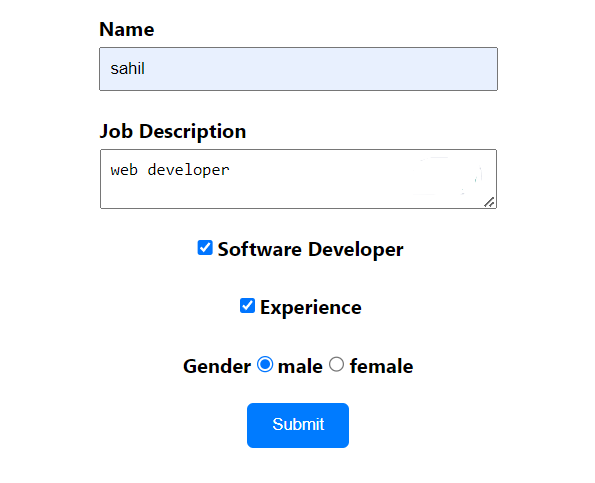 Name
sahil
Job Description
web developer
Software Developer
Experience
Gender male female
Submit